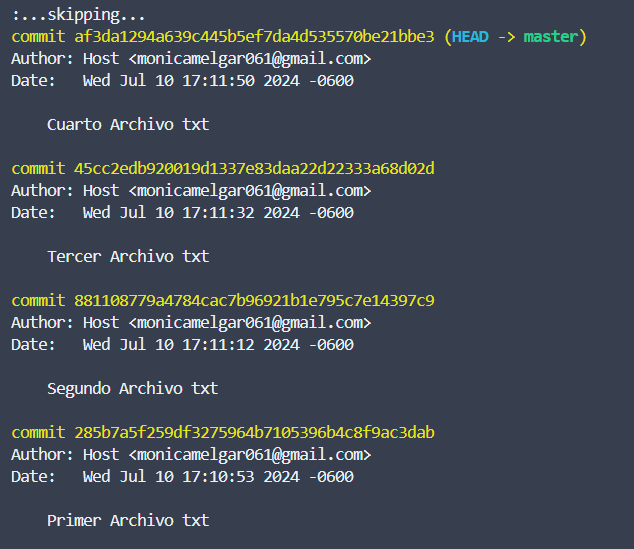 :...skipping...
commit af3da1294a639c445b5ef7da4d535570be21bbe3 (HEAD -> master)
Author: Host <monicamelgar061@gmail.com>
Date:   Wed Jul 10 17:11:50 2024 -0600
    Cuarto Archivo txt
commit 45cc2edb920019d1337e83daa22d22333a68d02d
Author: Host <monicamelgar061@gmail.com>
Date:   Wed Jul 10 17:11:32 2024 -0600
    Tercer Archivo txt
commit 881108779a4784cac7b96921b1e795c7e14397c9
Author: Host <monicamelgar061@gmail.com>
Date:   Wed Jul 10 17:11:12 2024 -0600
    Segundo Archivo txt
commit 285b7a5f259df3275964b7105396b4c8f9ac3dab
Author: Host <monicamelgar061@gmail.com>
Date:   Wed Jul 10 17:10:53 2024 -0600
    Primer Archivo txt